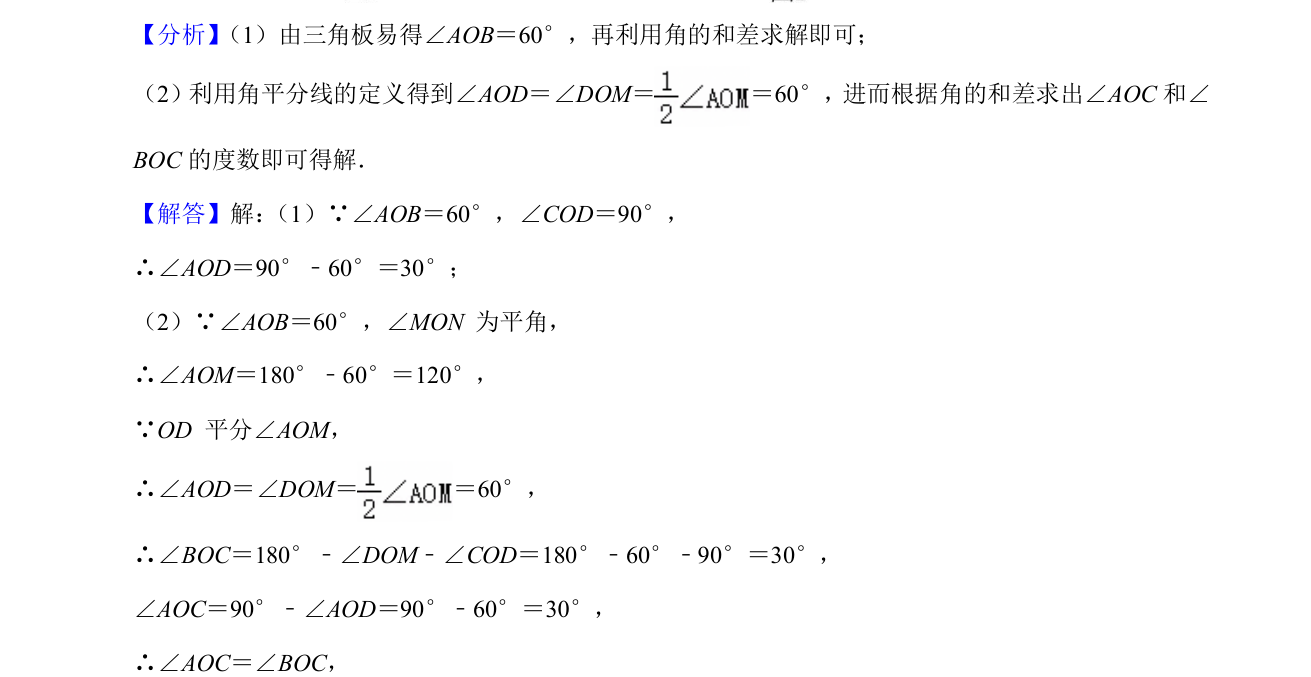 【分析】(1)由三角板易得∠AOB=60°,再利用角的和差求解即可;
(2)利用角平分线的定义得到∠AOD=∠DOM=1/2∠AOM=60°,进而根据角的和差求出∠AOC和∠
BOC的度数即可得解.
【解答】解:(1)∵∠AOB=60°,∠COD=90°,
∴∠AOD=90°﹣60°=30°;
(2)∵∠AOB=60°,∠MON 为平角,
∴∠AOM=180°﹣60°=120°,
∵OD 平分∠AOM,
∴∠AOD=∠DOM=1/2∠AOM=60°,
∴∠BOC=180°﹣∠DOM﹣∠COD=180°﹣60°﹣90°=30°,
∠AOC=90°﹣∠AOD=90°﹣60°=30°,
∴∠AOC=∠BOC,